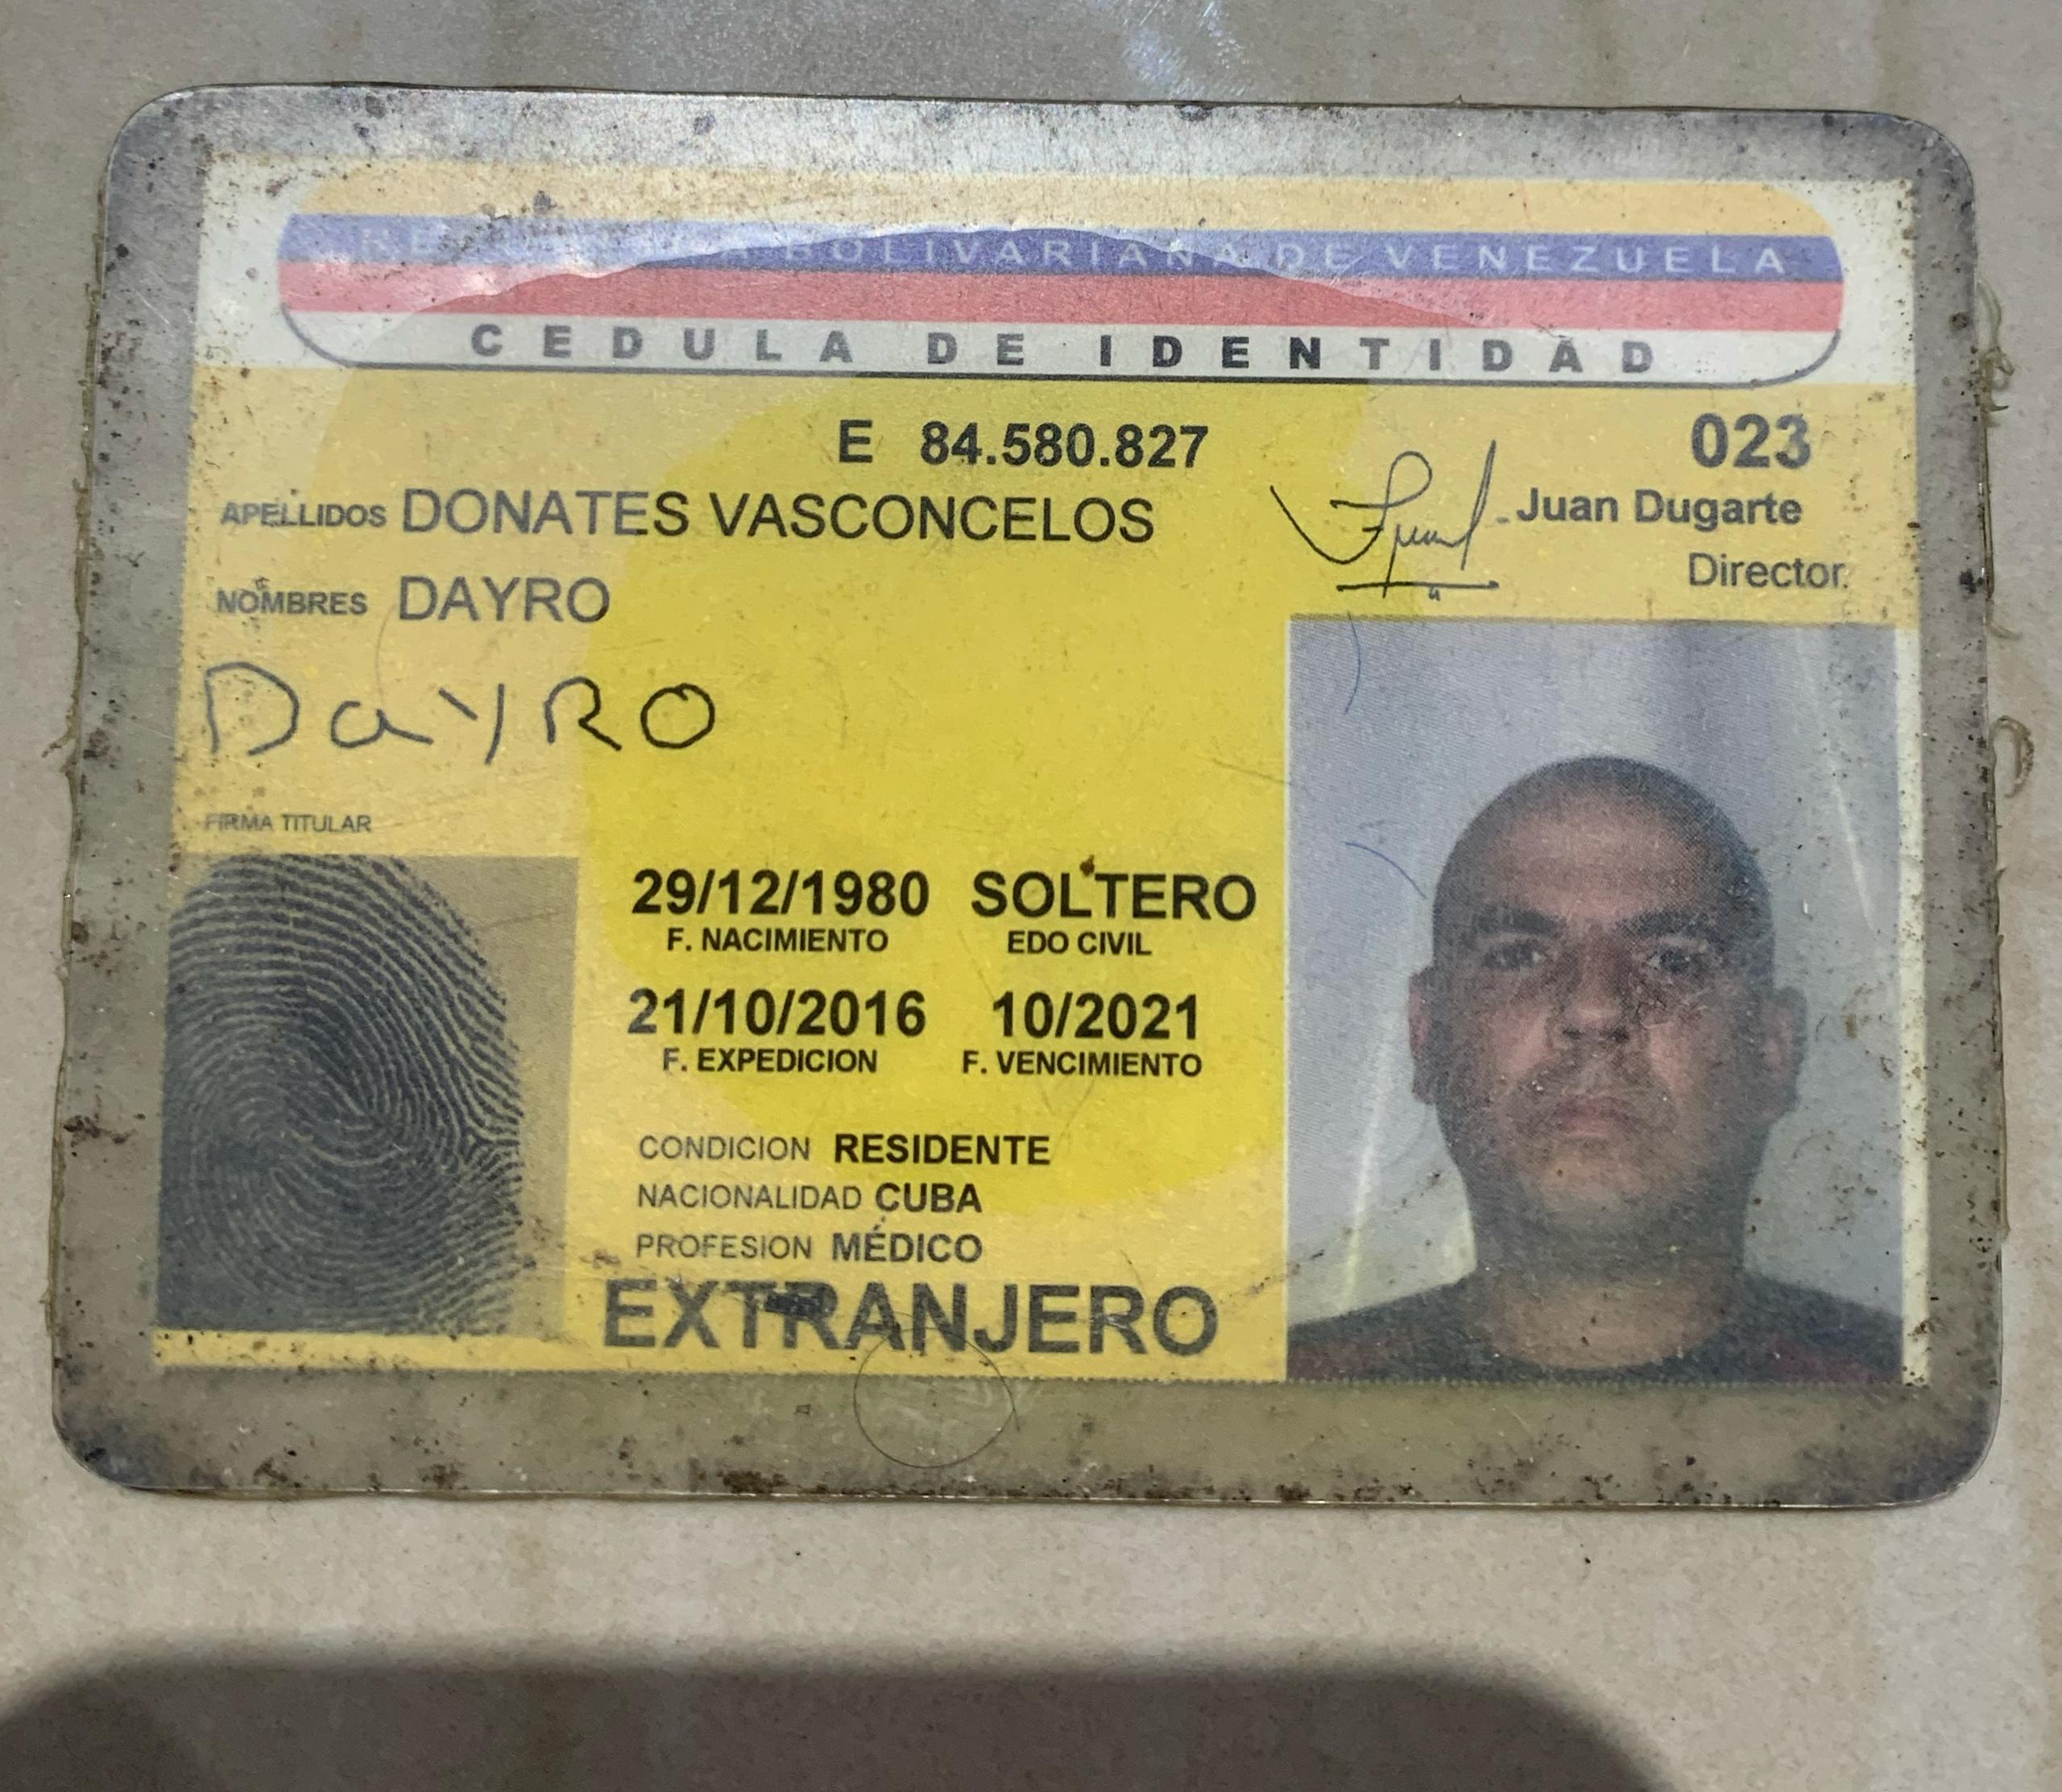 REPUBLICA BOLIVARIANA DE VENEZUELA
CEDULA DE IDENTIDAD
E 84.580.827
023
APELLIDOS DONATES VASCONCELOS
Juan Dugarte
Director
NOMBRES DAYRO
DayRO
FIRMA TITULAR
29/12/1980 SOLTERO
F. NACIMIENTO EDO CIVIL
21/10/2016 10/2021
F. EXPEDICION F. VENCIMIENTO
CONDICION RESIDENTE
NACIONALIDAD CUBA
PROFESION MÉDICO
EXTRANJERO